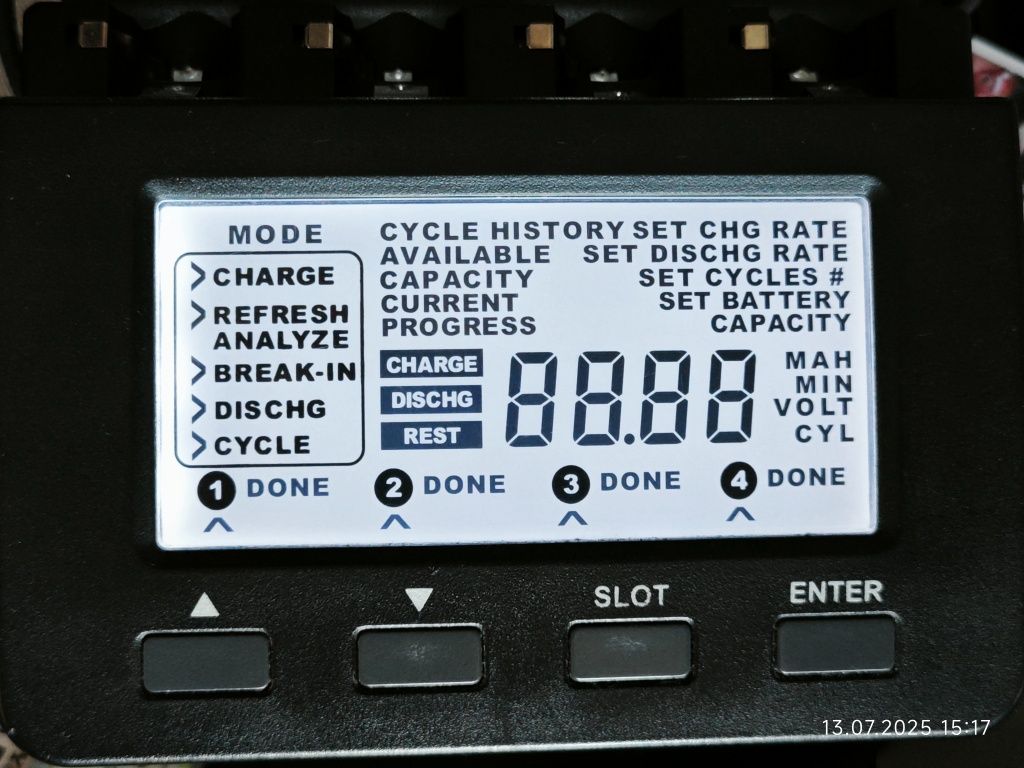 MODE
CHARGE
REFRESH
ANALYZE
BREAK-IN
DISCHG
CYCLE
CYCLE HISTORY SET CHG RATE
AVAILABLE SET DISCHG RATE
CAPACITY SET CYCLES #
CURRENT SET BATTERY
PROGRESS CAPACITY
CHARGE
DISCHG
REST
88.88
MAH
MIN
VOLT
CYL
1 DONE 2 DONE 3 DONE 4 DONE
SLOT ENTER
13.07.2025 15:17